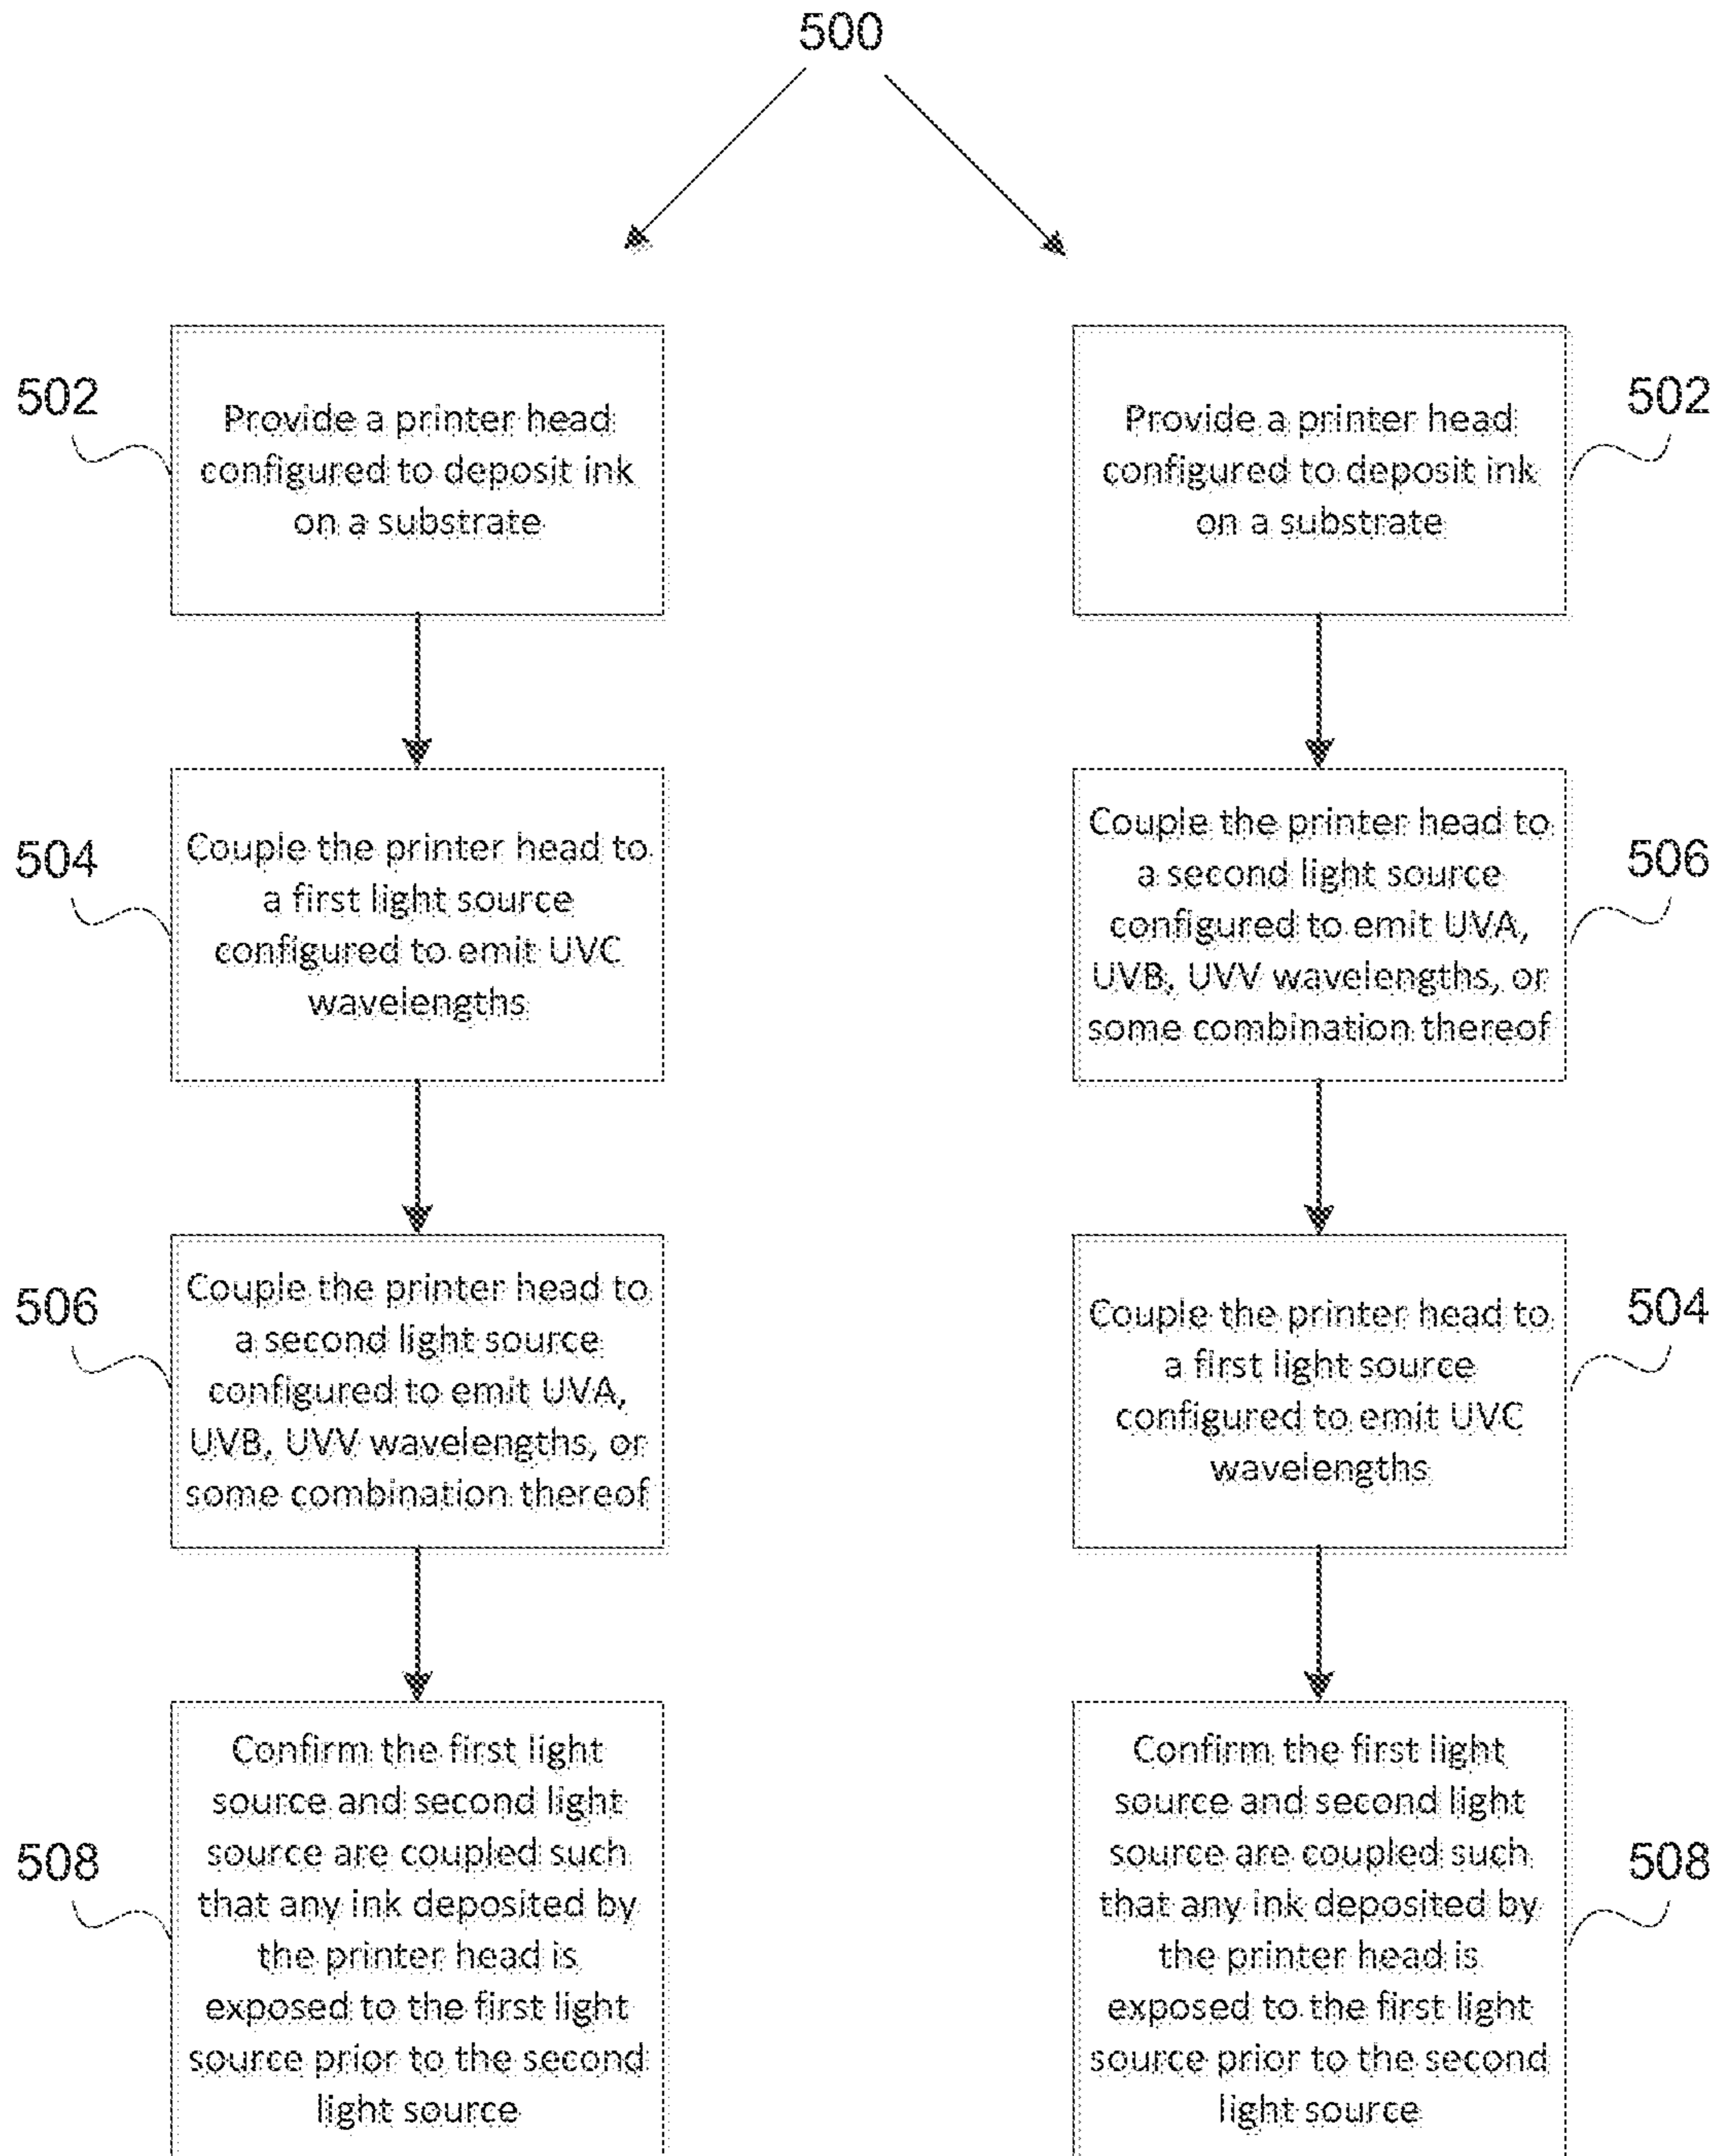 500
502
Provide a printer head
configured to deposit ink
on a substrate
504
Couple the printer head to
a first light source
configured to emit UVC
wavelengths
506
Couple the printer head to
a second light source
configured to emit UVA,
UVB, UVV wavelengths, or
some combination thereof
508
Confirm the first light
source and second light
source are coupled such
that any ink deposited by
the printer head is
exposed to the first light
source prior to the second
light source
502
Provide a printer head
configured to deposit ink
on a substrate
506
Couple the printer head to
a second light source
configured to emit UVA,
UVB, UVV wavelengths, or
some combination thereof
504
Couple the printer head to
a first light source
configured to emit UVC
wavelengths
508
Confirm the first light
source and second light
source are coupled such
that any ink deposited by
the printer head is
exposed to the first light
source prior to the second
light source